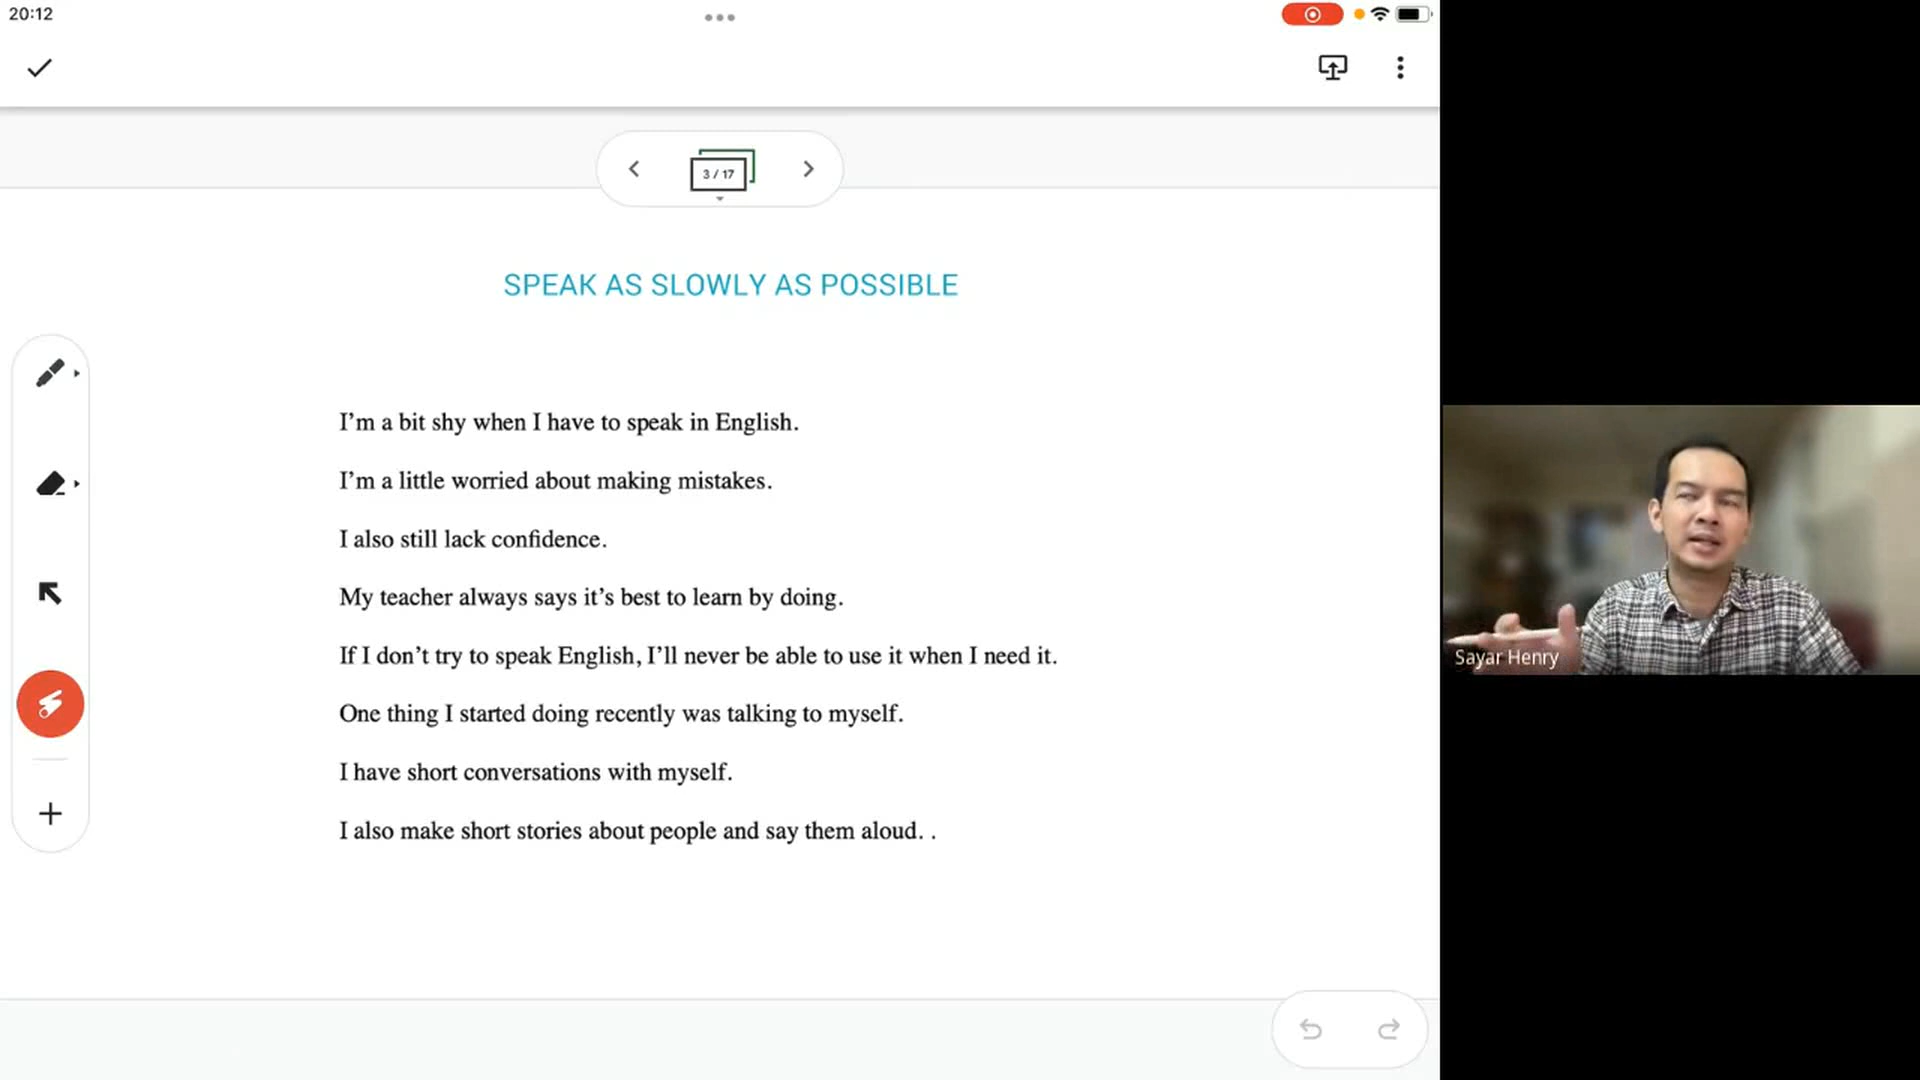 20:12
3 / 17
SPEAK AS SLOWLY AS POSSIBLE
I’m a bit shy when I have to speak in English.
I’m a little worried about making mistakes.
I also still lack confidence.
My teacher always says it’s best to learn by doing.
If I don’t try to speak English, I’ll never be able to use it when I need it.
One thing I started doing recently was talking to myself.
I have short conversations with myself.
I also make short stories about people and say them aloud. .
Sayar Henry